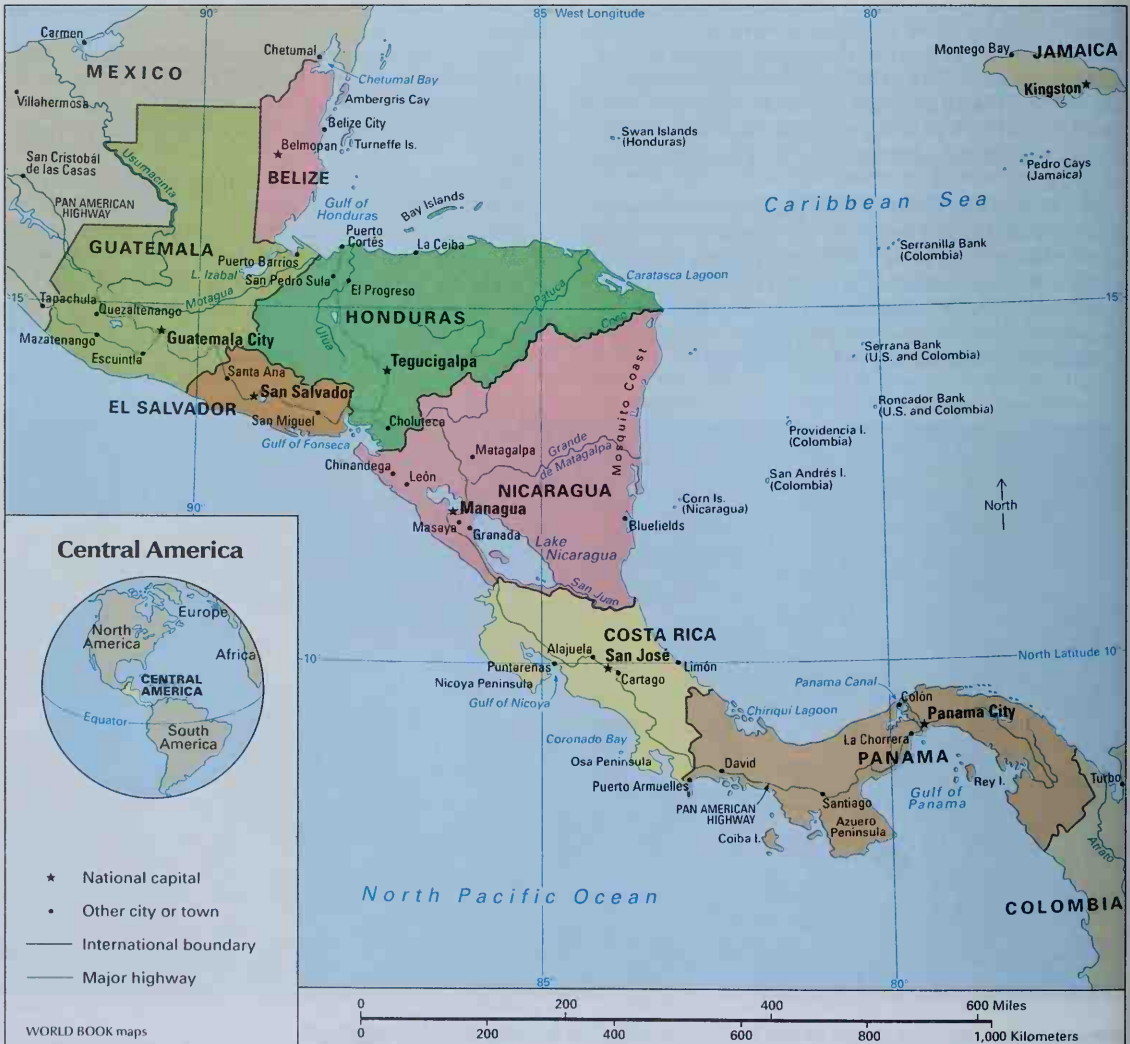 90°
85° West Longitude
80°
Carmen
MEXICO
Chetumal
Chetumal Bay
Montego Bay
JAMAICA
Kingston
Villahermosa
Ambergris Cay
Belize City
Belmopan
Turneffe Is.
Swan Islands
(Honduras)
San Cristobál
de las Casas
Usumacinta
BELIZE
Pedro Cays
(Jamaica)
PAN AMERICAN
HIGHWAY
Gulf of
Honduras
Bay Islands
Caribbean Sea
GUATEMALA
Puerto
Cortés
La Ceiba
Puerto Barrios
L. Izabal
San Pedro Sula
Serranilla Bank
(Colombia)
Caratasca Lagoon
15
Tapachula
Quezaltenango
Motagua
El Progreso
Patuca
15°
HONDURAS
Coco
Mazatenango
Guatemala City
Ulua
Escuintla
Tegucigalpa
Serrana Bank
(U.S. and Colombia)
Santa Ana
San Salvador
EL SALVADOR
San Miguel
Choluteca
Mosquito Coast
Roncador Bank
(U.S. and Colombia)
Gulf of Fonseca
Providencia I.
(Colombia)
Chinandega
León
Matagalpa
Grande
de Matagalpa
San Andrés I.
(Colombia)
NICARAGUA
90°
Managua
Corn Is.
(Nicaragua)
North
Masaya
Granada
Bluefields
Lake
Nicaragua
San Juan
COSTA RICA
Alajuela
San José
10
Limón
North Latitude 10°
Puntarenas
Cartago
Nicoya Peninsula
Gulf of Nicoya
Panama Canal
Colón
Chiriqui Lagoon
Panama City
Coronado Bay
La Chorrera
PANAMA
Osa Peninsula
David
Puerto Armuelles
Rey I.
Turbo
PAN AMERICAN
HIGHWAY
Santiago
Gulf of
Panama
Coiba I.
Azuero
Peninsula
Atrato
North Pacific Ocean
COLOMBIA
85°
80°
Central America
Europe
North
America
Africa
CENTRAL
AMERICA
Equator
South
America
National capital
Other city or town
International boundary
Major highway
WORLD BOOK maps
0 200 400 600 Miles
0 200 400 600 800 1,000 Kilometers